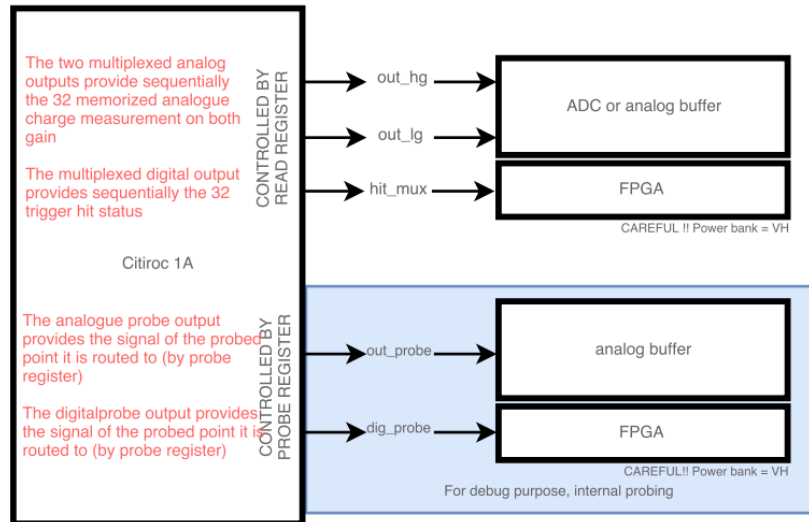 The two multiplexed analog
outputs provide sequentially
the 32 memorized analogue
charge measurement on both
gain
The multiplexed digital output
provides sequentially the 32
trigger hit status
CONTROLLED BY
READ REGISTER
out_hg
out_lg
hit_mux
ADC or analog buffer
FPGA
CAREFUL !! Power bank = VH
Citiroc 1A
The analogue probe output
provides the signal of the probed
point it is routed to (by probe
register)
The digitalprobe output provides
the signal of the probed point it is
routed to (by probe register)
CONTROLLED BY
PROBE REGISTER
out_probe
dig_probe
analog buffer
FPGA
CAREFUL!! Power bank = VH
For debug purpose, internal probing